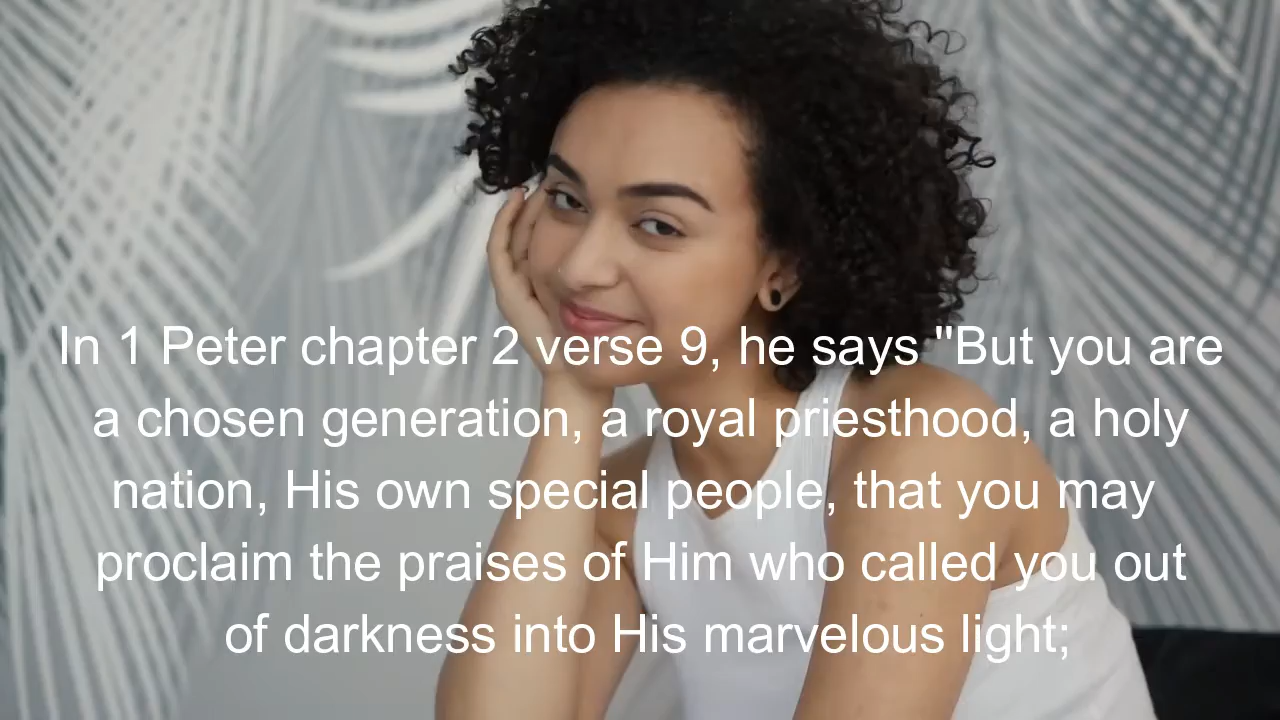 In 1 Peter chapter 2 verse 9, he says "But you are
a chosen generation, a royal priesthood, a holy
nation, His own special people, that you may
proclaim the praises of Him who called you out
of darkness into His marvelous light;